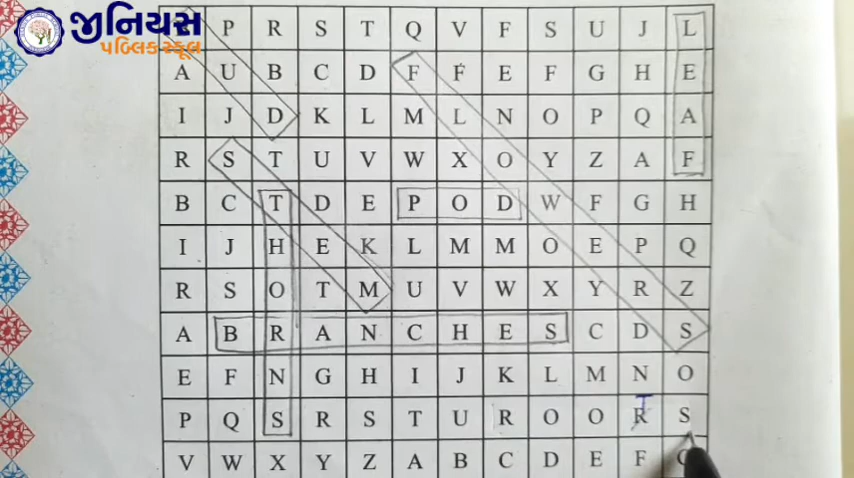 જીનિયસ
પબ્લિક સ્કૂલ
P R S T Q V F S U J L
A U B C D F F E F G H E
I J D K L M L N O P Q A
R S T U V W X O Y Z A F
B C T D E P O D W F G H
I J H E K L M M O E P Q
R S O T M U V W X Y R Z
A B R A N C H E S C D S
E F N G H I J K L M N O
T
P Q S R S T U R O O R S
V W X Y Z A B C D E F